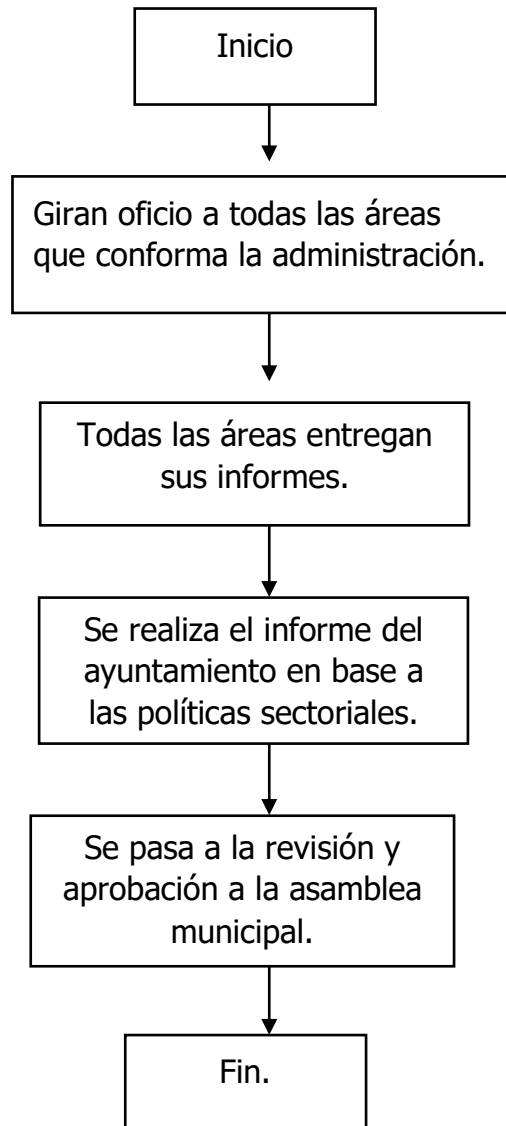 Inicio
Giran oficio a todas las áreas
que conforma la administración.
Todas las áreas entregan
sus informes.
Se realiza el informe del
ayuntamiento en base a
las políticas sectoriales.
Se pasa a la revisión y
aprobación a la asamblea
municipal.
Fin.